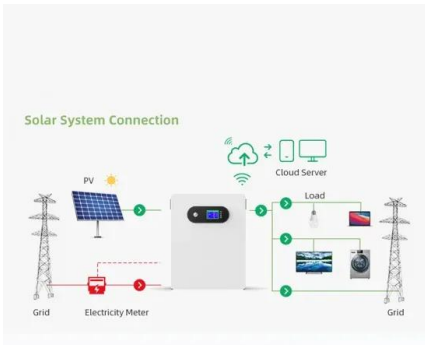 Solar System Connection
Cloud Server
PV
Load
Grid
Electricity Meter
Grid